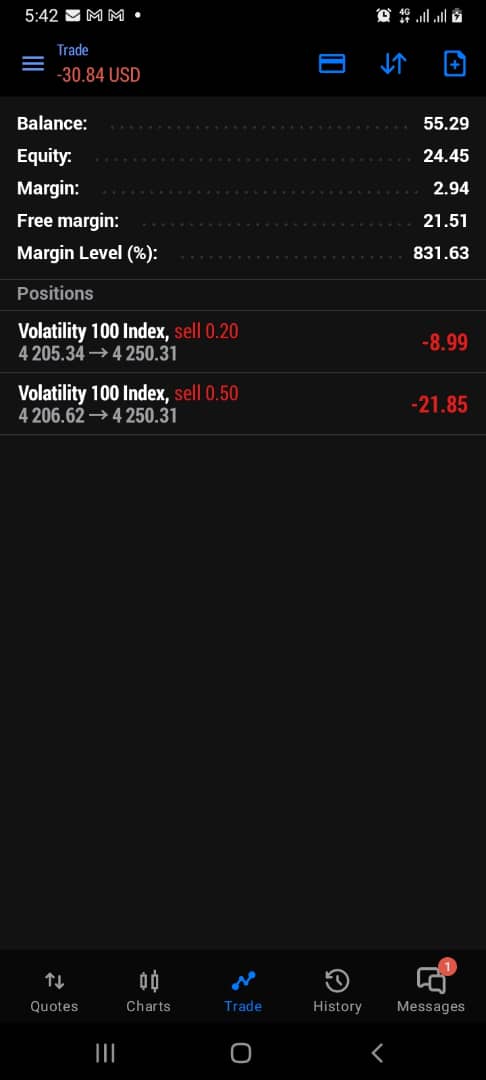 5:42
4G
Trade
-30.84 USD
Balance: 55.29
Equity: 24.45
Margin: 2.94
Free margin: 21.51
Margin Level (%): 831.63
Positions
Volatility 100 Index, sell 0.20
4 205.34 → 4 250.31 -8.99
Volatility 100 Index, sell 0.50
4 206.62 → 4 250.31 -21.85
1
Quotes Charts Trade History Messages